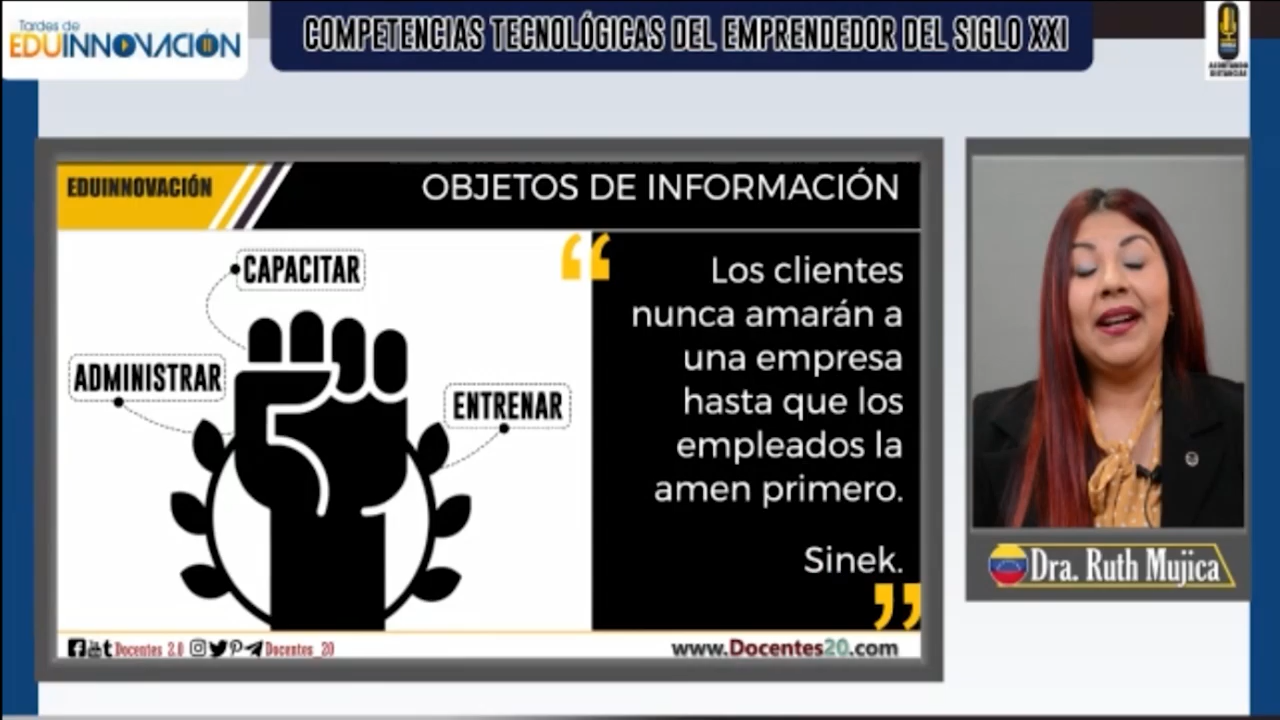 Tardes de
EDUINNOVACIÓN
COMPETENCIAS TECNOLÓGICAS DEL EMPRENDEDOR DEL SIGLO XXI
ACORTANDO
DISTANCIAS
EDUINNOVACIÓN
OBJETOS DE INFORMACIÓN
CAPACITAR
ADMINISTRAR
ENTRENAR
“
Los clientes
nunca amarán a
una empresa
hasta que los
empleados la
amen primero.
Sinek.
”
Docentes 2.0
Docentes_20
www.Docentes20.com
Dra. Ruth Mujica